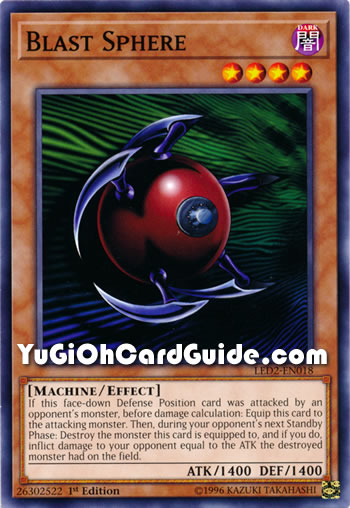 Blast Sphere
DARK
闇
YuGiOhCardGuide.com
LED2-EN018
[Machine/Effect]
If this face-down Defense Position card was attacked by an
opponent's monster, before damage calculation: Equip this card to
the attacking monster. Then, during your opponent's next Standby
Phase: Destroy the monster this card is equipped to, and if you do,
inflict damage to your opponent equal to the ATK the destroyed
monster had on the field.
ATK/1400 DEF/1400
26302522 1st Edition ©1996 KAZUKI TAKAHASHI